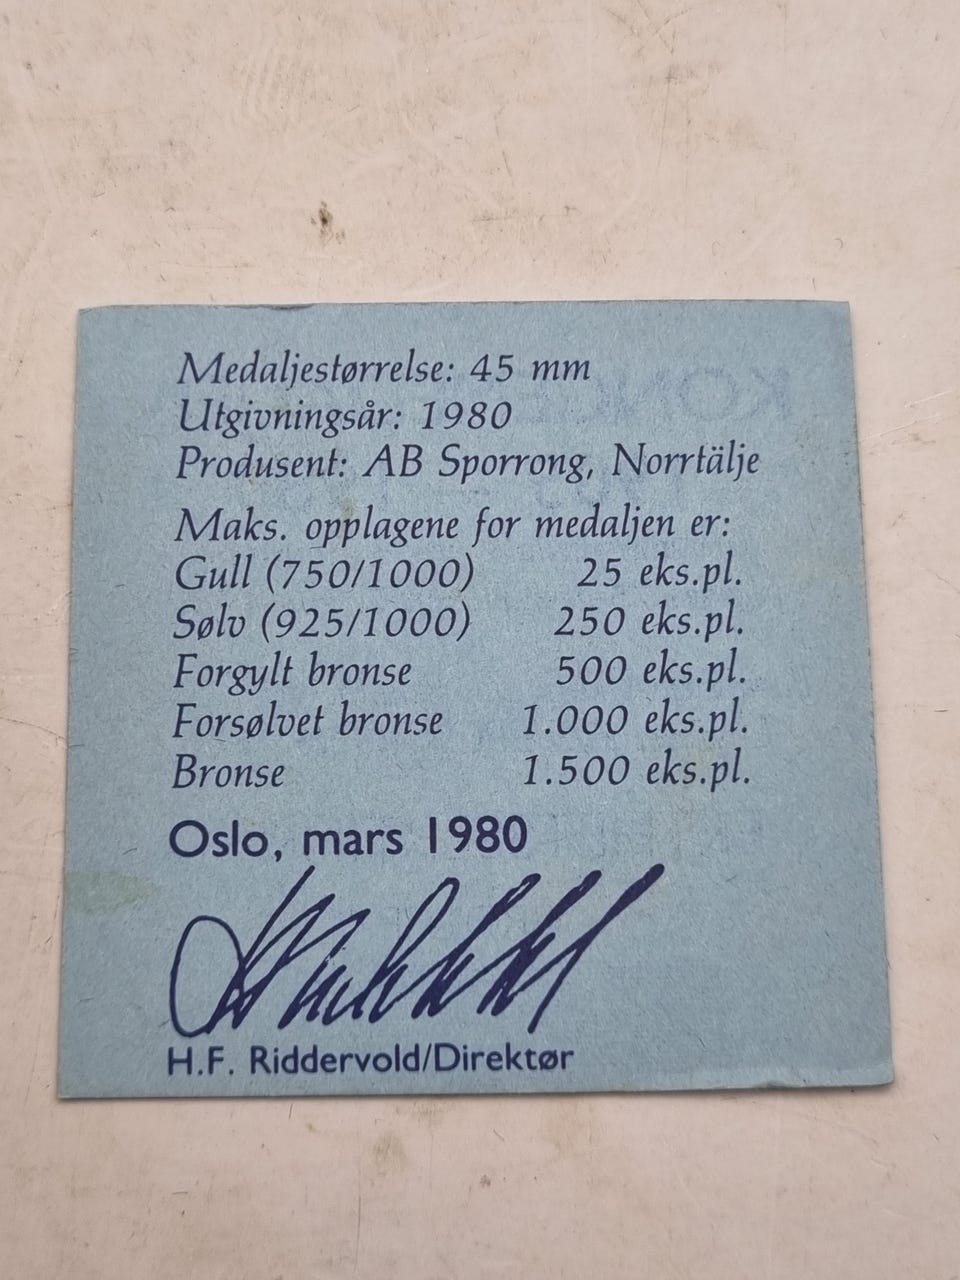 Medaljestørrelse: 45 mm
Utgivningsår: 1980
Produsent: AB Sporrong, Norrtälje
Maks. opplagene for medaljen er:
Gull (750/1000) 25 eks.pl.
Sølv (925/1000) 250 eks.pl.
Forgylt bronse 500 eks.pl.
Forsølvet bronse 1.000 eks.pl.
Bronse 1.500 eks.pl.
Oslo, mars 1980
H.F. Riddervold/Direktør